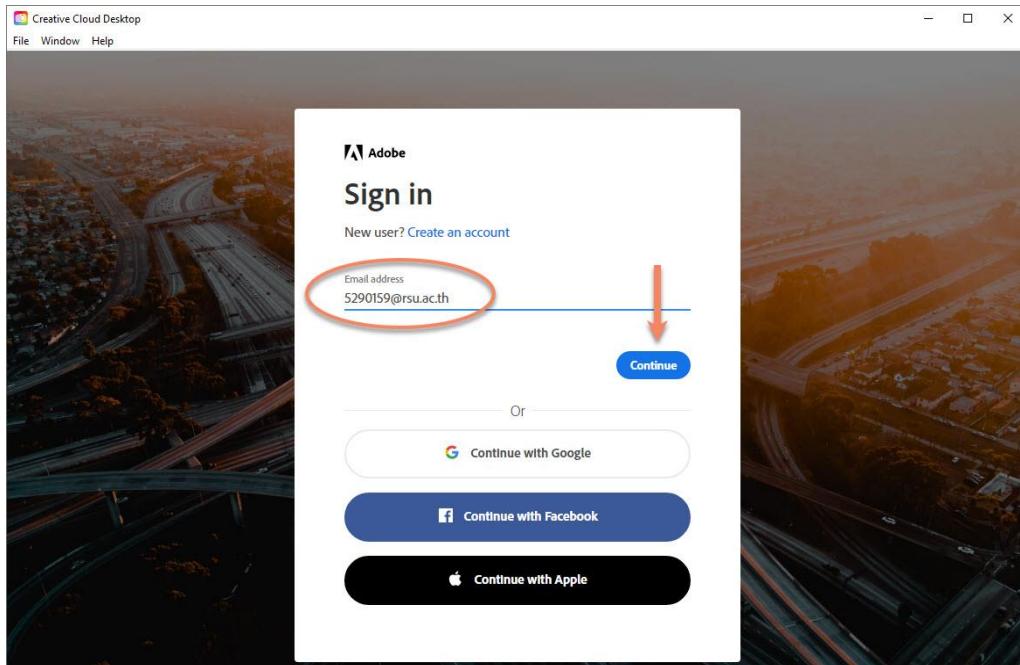 Creative Cloud Desktop
File Window Help
Adobe
Sign in
New user? Create an account
Email address
5290159@rsu.ac.th
Continue
Or
Continue with Google
Continue with Facebook
Continue with Apple